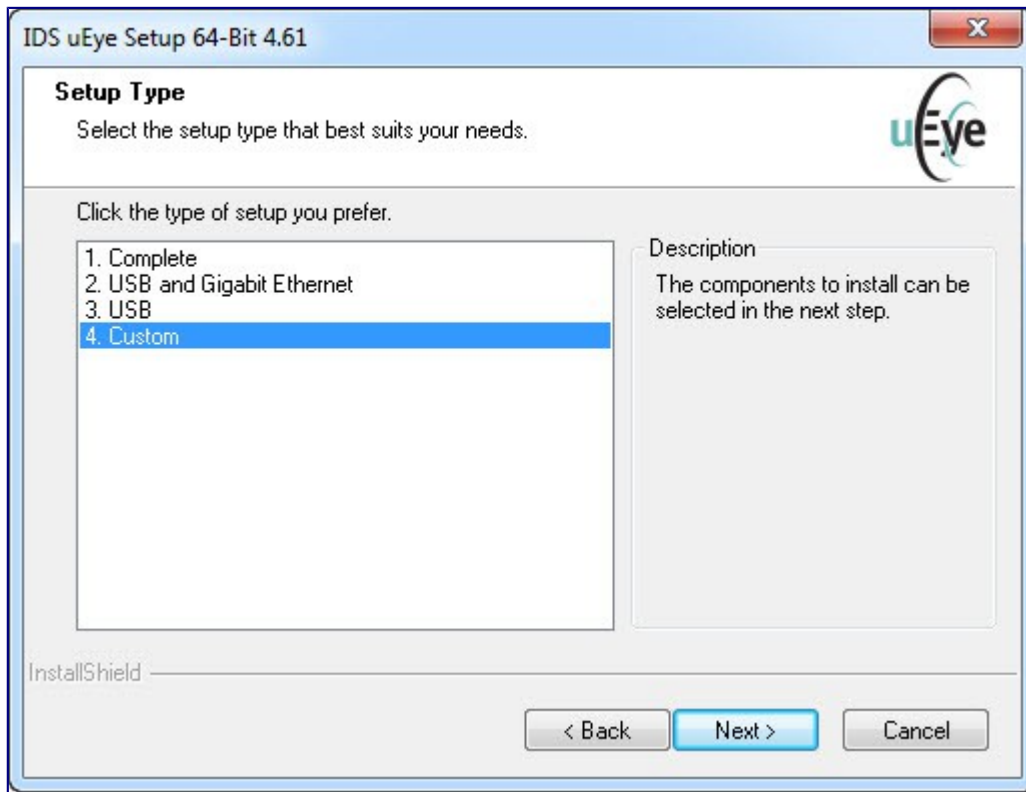 IDS uEye Setup 64-Bit 4.61
Setup Type
Select the setup type that best suits your needs.
uEye
Click the type of setup you prefer.
1. Complete
2. USB and Gigabit Ethernet
3. USB
4. Custom
Description
The components to install can be
selected in the next step.
InstallShield
< Back
Next >
Cancel